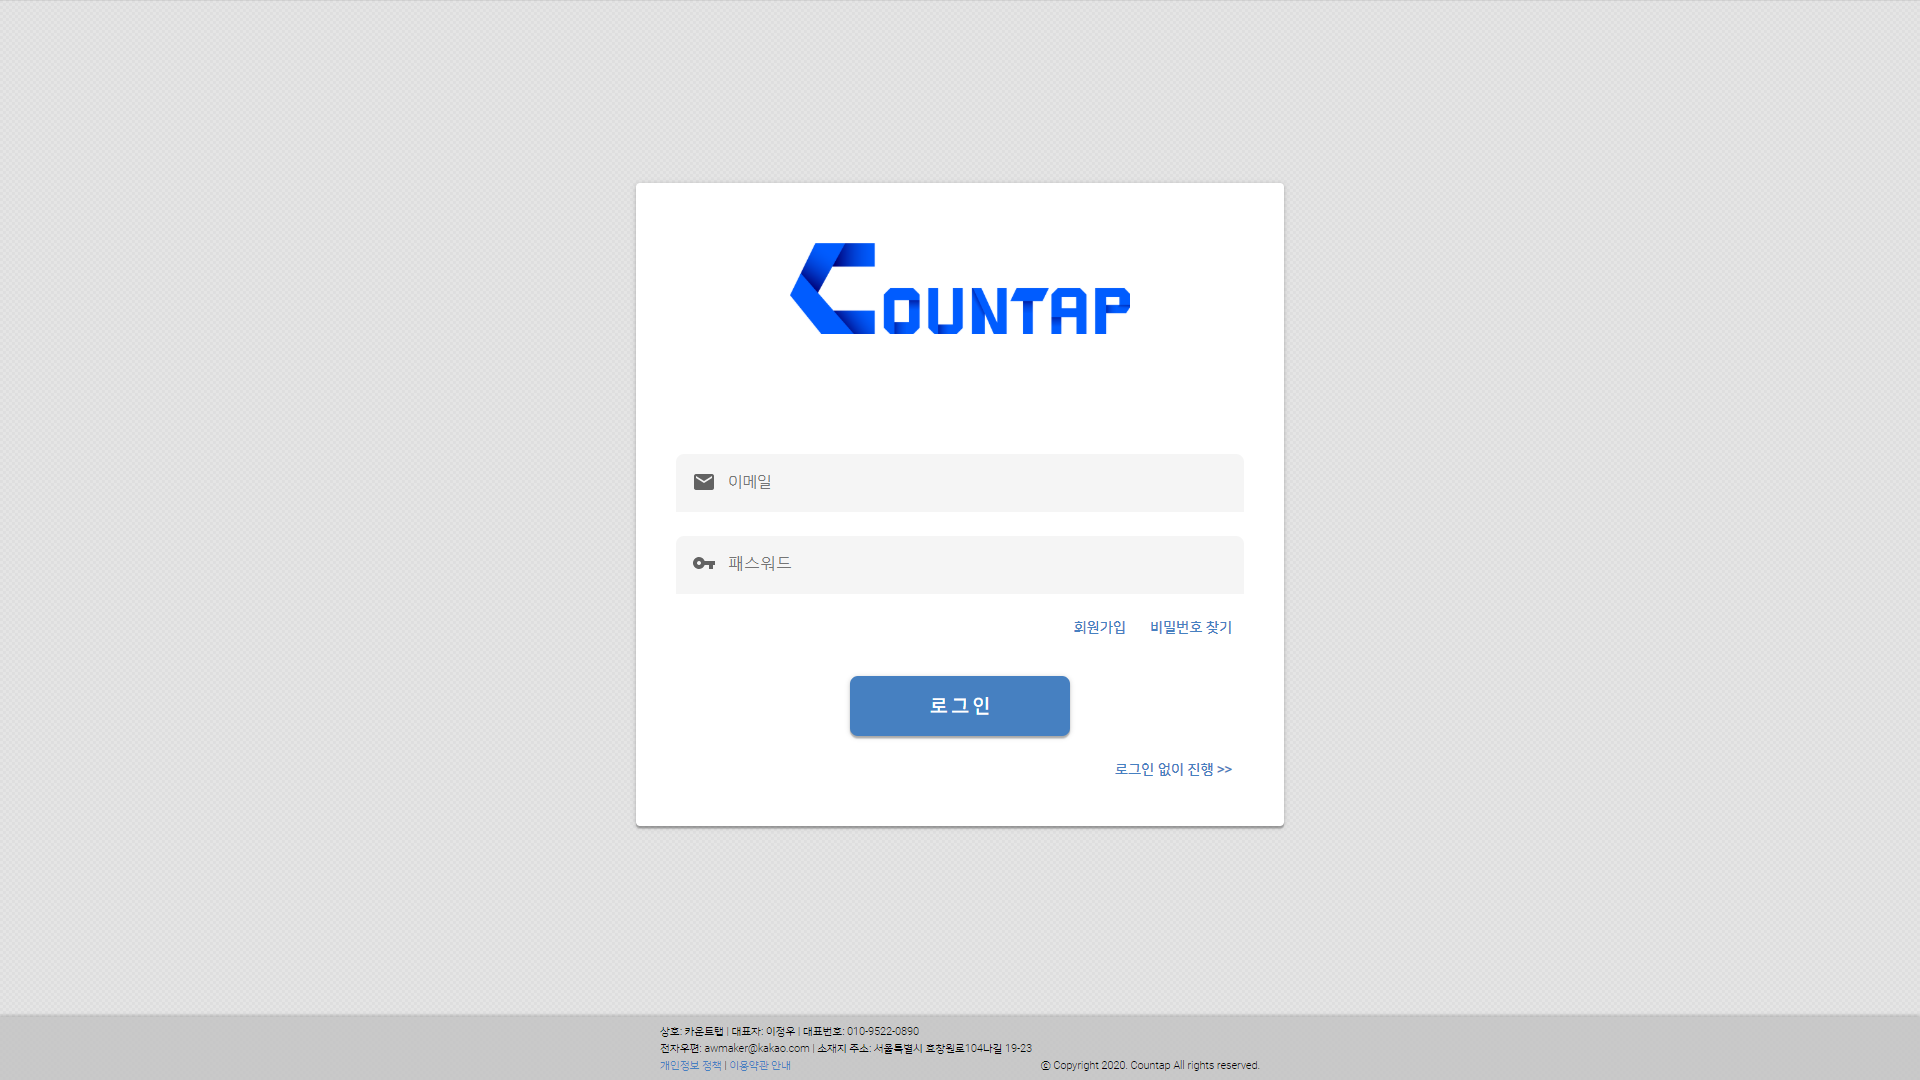 COUNTAP
이메일
패스워드
회원가입 비밀번호 찾기
로그인
로그인 없이 진행 >>
상호: 카운트탭 | 대표자: 이정우 | 대표번호: 010-9522-0890
전자우편: awmaker@kakao.com | 소재지 주소: 서울특별시 효창원로104나길 19-23
개인정보 정책 | 이용약관 안내
ⓒ Copyright 2020. Countap All rights reserved.